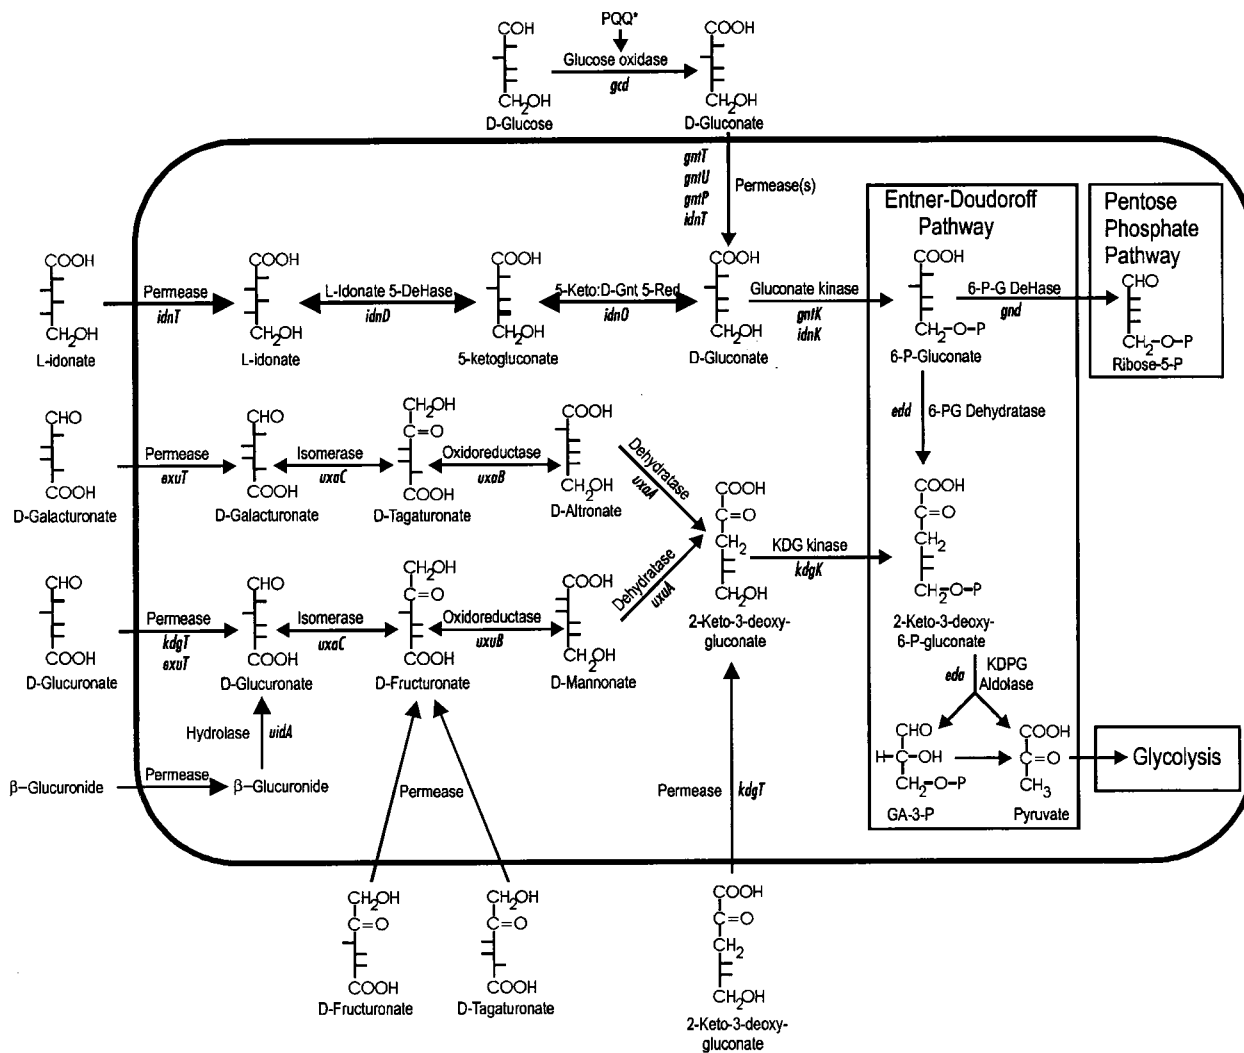 PQQ*
COH
COOH
Glucose oxidase
gcd
CH2OH
CH2OH
D-Glucose
D-Gluconate
gntT
gntU
gntP
idnT
Permease(s)
Entner-Doudoroff
Pathway
Pentose
Phosphate
Pathway
COOH
COOH
COOH
COOH
COOH
CHO
Permease
idnT
L-Idonate 5-DeHase
idnD
5-Keto:D-Gnt 5-Red
idnO
Gluconate kinase
gntK
idnK
6-P-G DeHase
gnd
CH2OH
CH2OH
CH2OH
CH2OH
CH2-O-P
CH2-O-P
L-idonate
L-idonate
5-ketogluconate
D-Gluconate
6-P-Gluconate
Ribose-5-P
edd
6-PG Dehydratase
CHO
CHO
CH2OH
C=O
COOH
Permease
exuT
Isomerase
uxaC
Oxidoreductase
uxaB
Dehydratase
uxaA
COOH
COOH
COOH
CH2OH
D-Galacturonate
D-Galacturonate
D-Tagaturonate
D-Altronate
COOH
C=O
CH2
CH2OH
2-Keto-3-deoxy-
gluconate
KDG kinase
kdgK
COOH
C=O
CH2
CH2-O-P
2-Keto-3-deoxy-
6-P-gluconate
CHO
CHO
CH2OH
C=O
COOH
Permease
kdgT
exuT
Isomerase
uxaC
Oxidoreductase
uxuB
Dehydratase
uxuA
COOH
COOH
COOH
CH2OH
D-Glucuronate
D-Glucuronate
D-Fructuronate
D-Mannonate
eda
KDPG
Aldolase
Hydrolase
uidA
β-Glucuronide
Permease
β-Glucuronide
Permease
Permease
kdgT
CHO
H-C-OH
CH2-O-P
GA-3-P
COOH
C=O
CH3
Pyruvate
Glycolysis
CH2OH
C=O
COOH
D-Fructuronate
CH2OH
C=O
COOH
D-Tagaturonate
COOH
C=O
CH2
CH2OH
2-Keto-3-deoxy-
gluconate